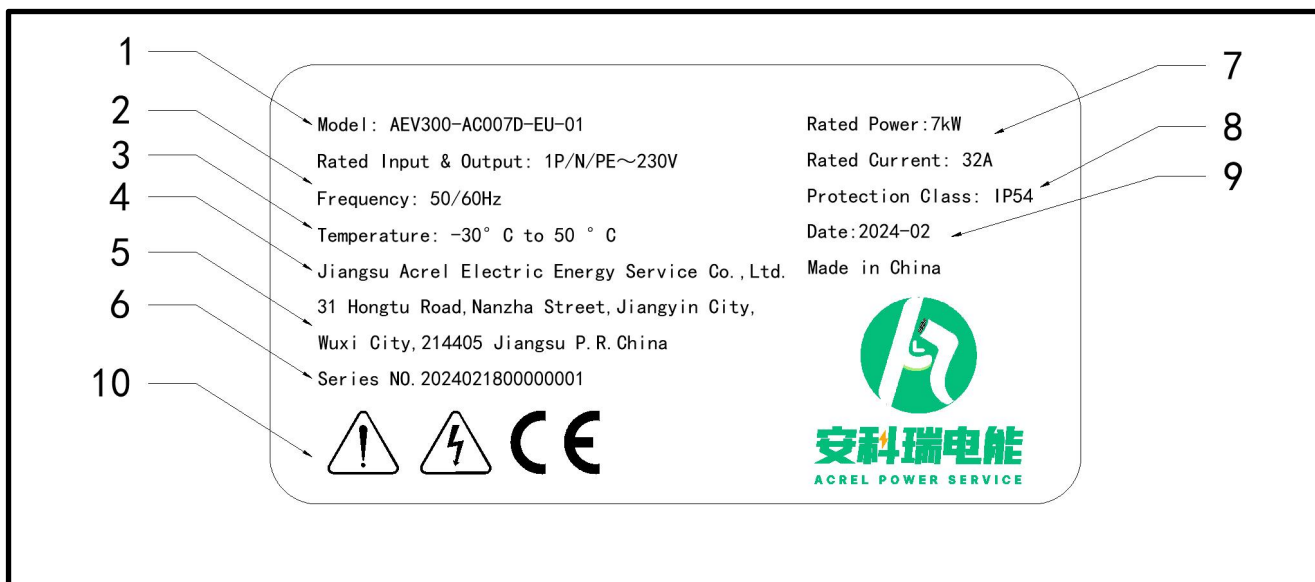 1
2
3
4
5
6
10
Model: AEV300-AC007D-EU-01
Rated Input & Output: 1P/N/PE～230V
Frequency: 50/60Hz
Temperature: -30° C to 50 ° C
Jiangsu Acrel Electric Energy Service Co.,Ltd.
31 Hongtu Road,Nanzha Street,Jiangyin City,
Wuxi City,214405 Jiangsu P.R.China
Series NO.2024021800000001
CE
Rated Power:7kW
Rated Current: 32A
Protection Class: IP54
Date:2024-02
Made in China
安科瑞电能
ACREL POWER SERVICE
7
8
9